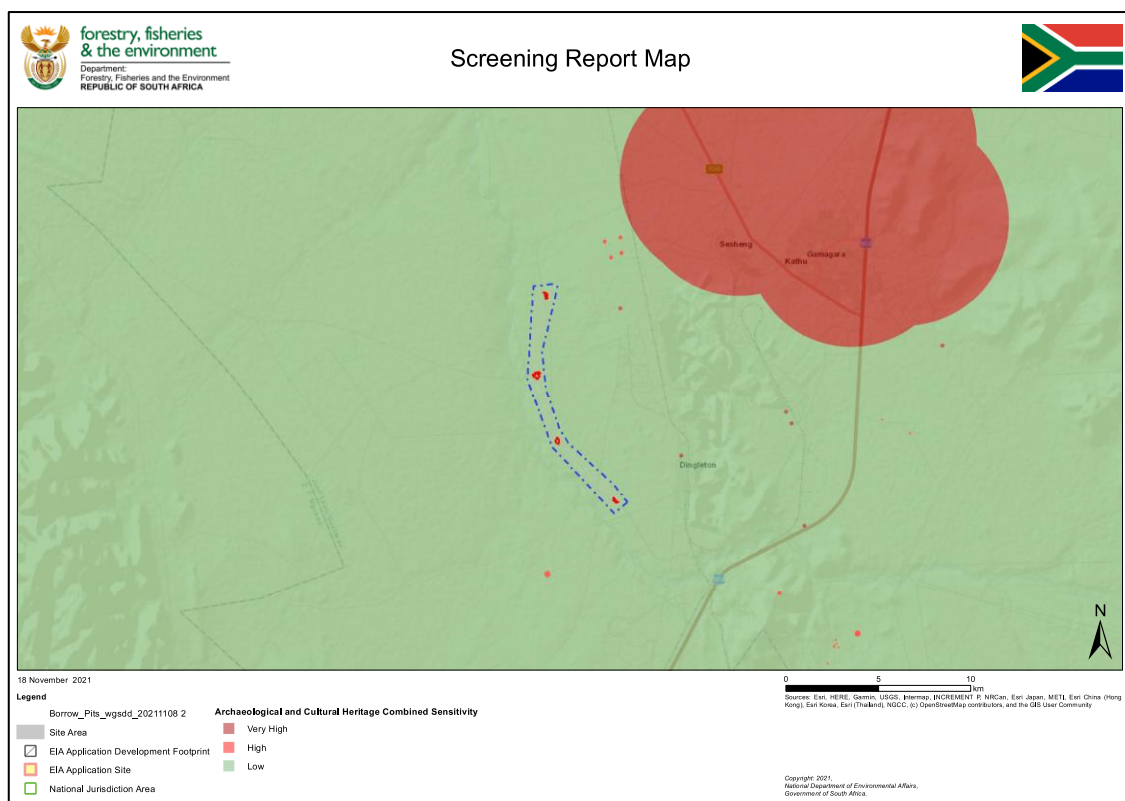 forestry, fisheries
& the environment
Department:
Forestry, Fisheries and the Environment
REPUBLIC OF SOUTH AFRICA
Screening Report Map
Sesheng
Gamagara
Kathu
Dingleton
N
18 November 2021
0 5 10
km
Sources: Esri, HERE, Garmin, USGS, Intermap, INCREMENT P, NRCan, Esri Japan, METI, Esri China (Hong
Kong), Esri Korea, Esri (Thailand), NGCC, (c) OpenStreetMap contributors, and the GIS User Community
Legend
Borrow_Pits_wgsdd_20211108 2
Site Area
EIA Application Development Footprint
EIA Application Site
National Jurisdiction Area
Archaeological and Cultural Heritage Combined Sensitivity
Very High
High
Low
Copyright: 2021.
National Department of Environmental Affairs,
Government of South Africa.